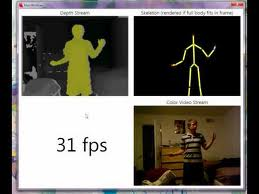 Depth Stream
Skeleton (rendered if full body fits in frame)
Color Video Stream
31 fps